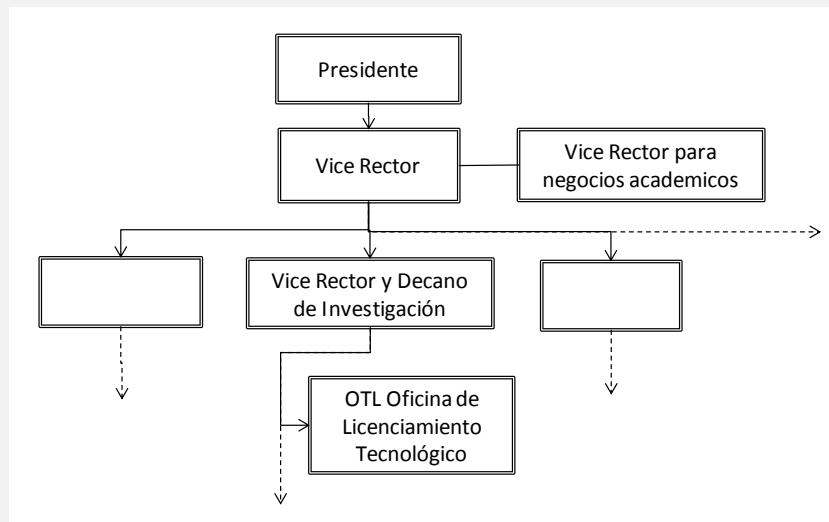 Presidente
Vice Rector
Vice Rector para
negocios academicos
Vice Rector y Decano
de Investigación
OTL Oficina de
Licenciamiento
Tecnológico